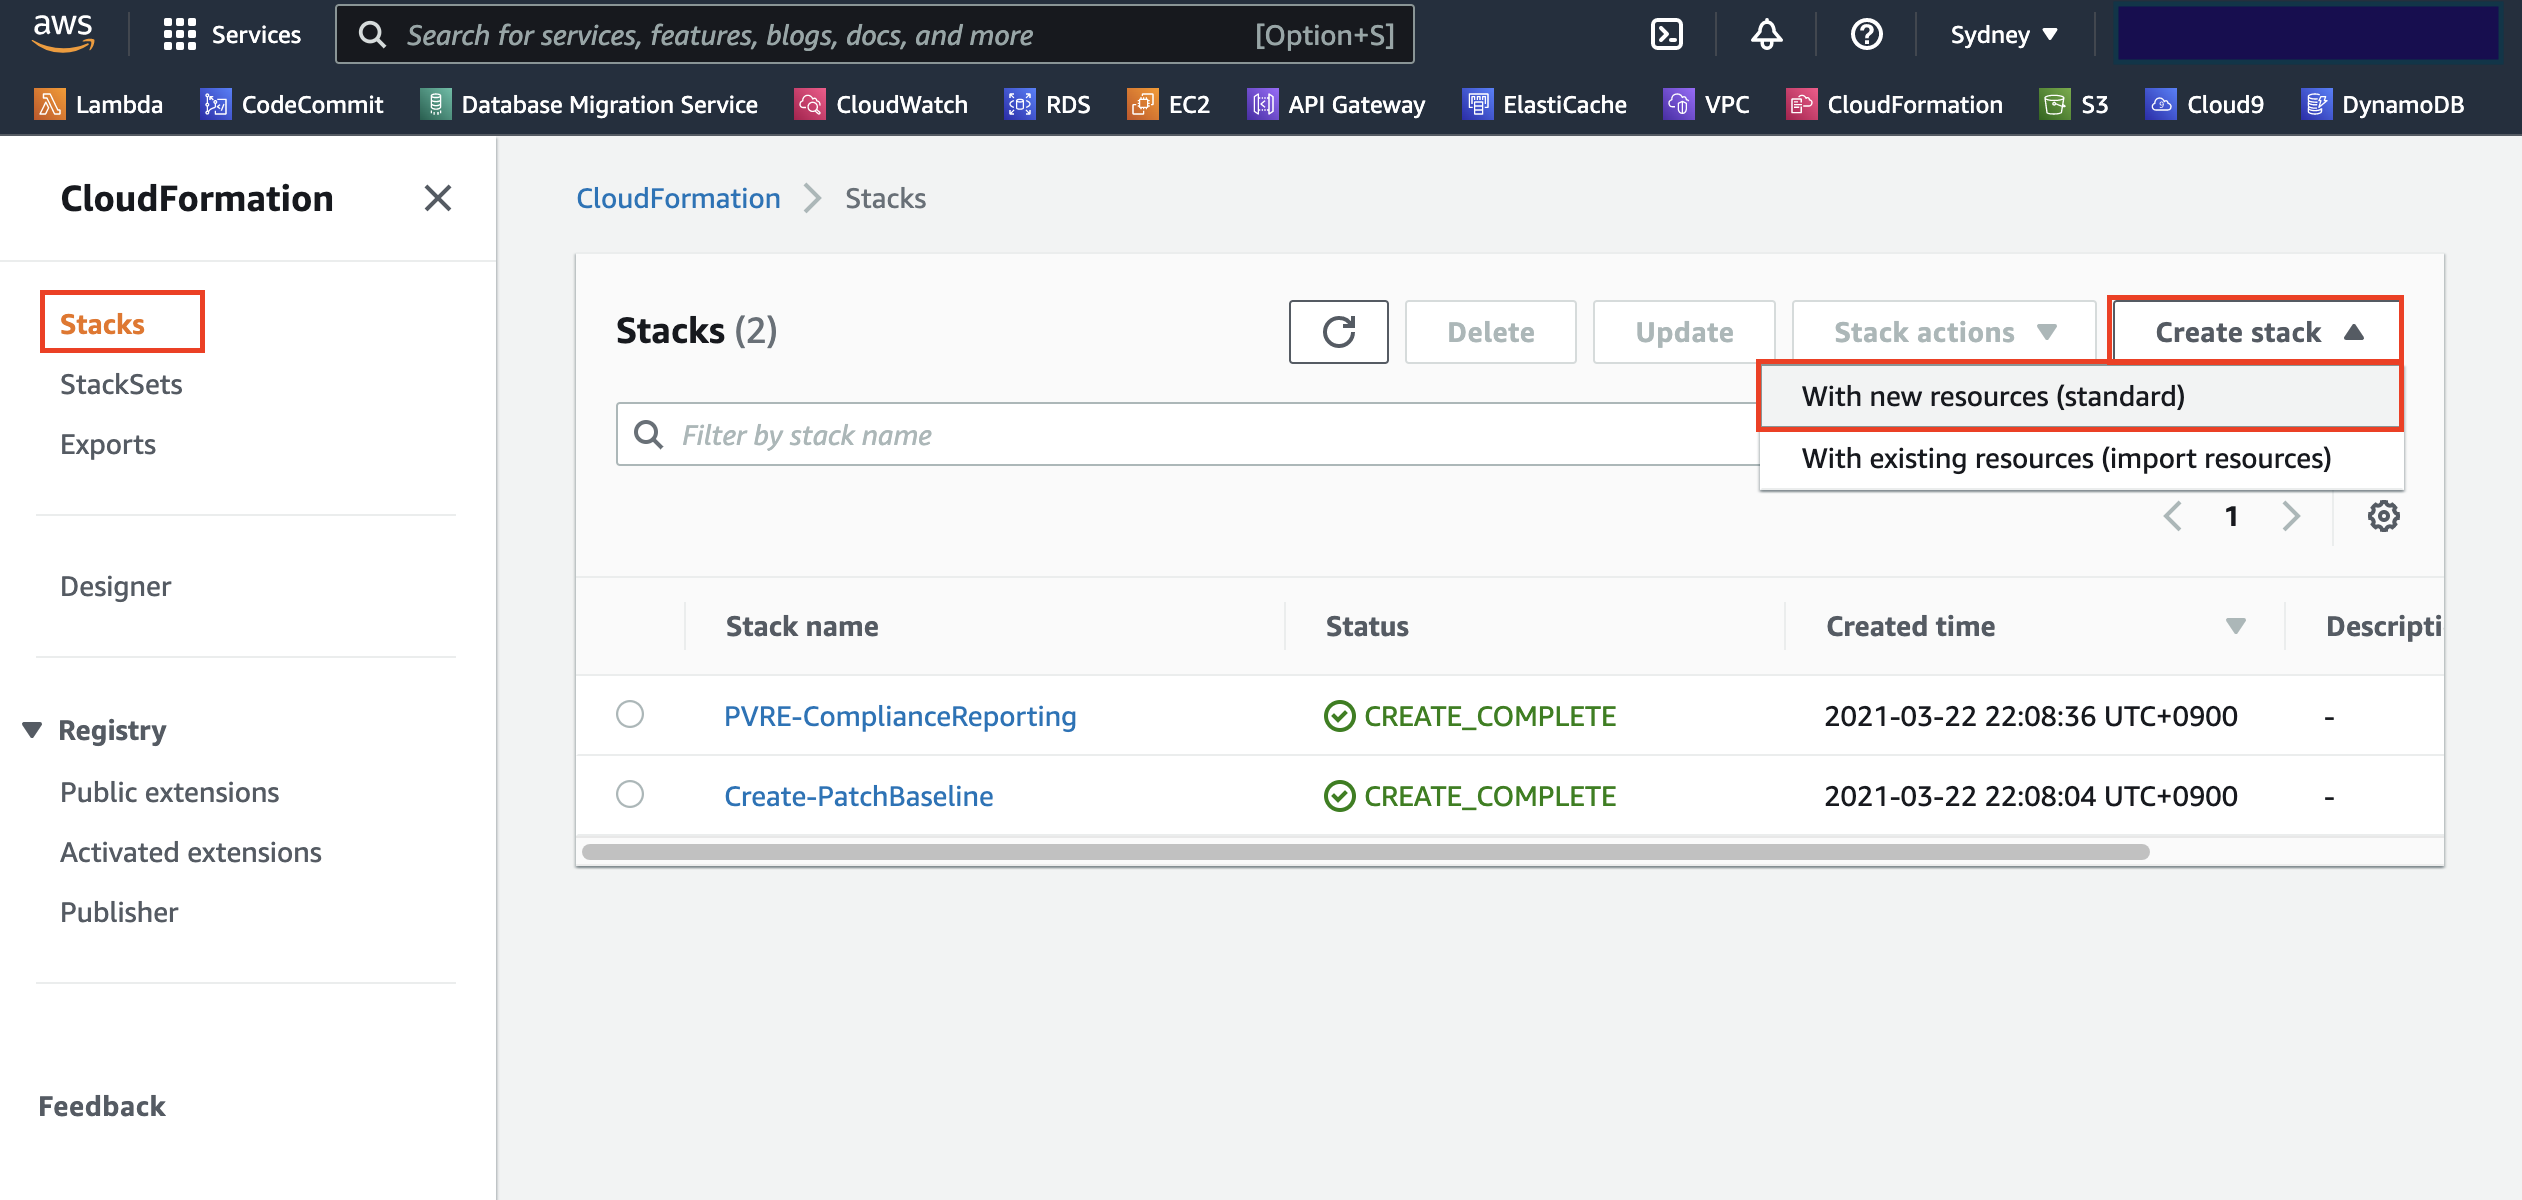 aws
Services
Search for services, features, blogs, docs, and more [Option+S]
Sydney ▼
Lambda CodeCommit Database Migration Service CloudWatch RDS EC2 API Gateway ElastiCache VPC CloudFormation S3 Cloud9 DynamoDB
CloudFormation
Stacks
StackSets
Exports
Designer
Registry
Public extensions
Activated extensions
Publisher
Feedback
CloudFormation > Stacks
Stacks (2)
Delete Update Stack actions ▼ Create stack ▲
With new resources (standard)
With existing resources (import resources)
Filter by stack name
< 1 >
Stack name Status Created time Descripti
PVRE-ComplianceReporting CREATE_COMPLETE 2021-03-22 22:08:36 UTC+0900 -
Create-PatchBaseline CREATE_COMPLETE 2021-03-22 22:08:04 UTC+0900 -